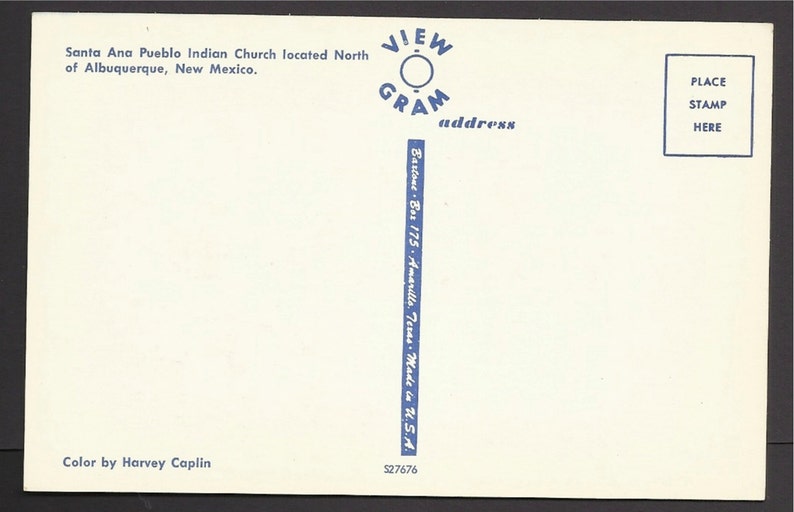 Santa Ana Pueblo Indian Church located North
of Albuquerque, New Mexico.
VIEW
GRAM
address
PLACE
STAMP
HERE
Baxtone · Box 175 · Amarillo, Texas · Made in U.S.A.
Color by Harvey Caplin
S27676